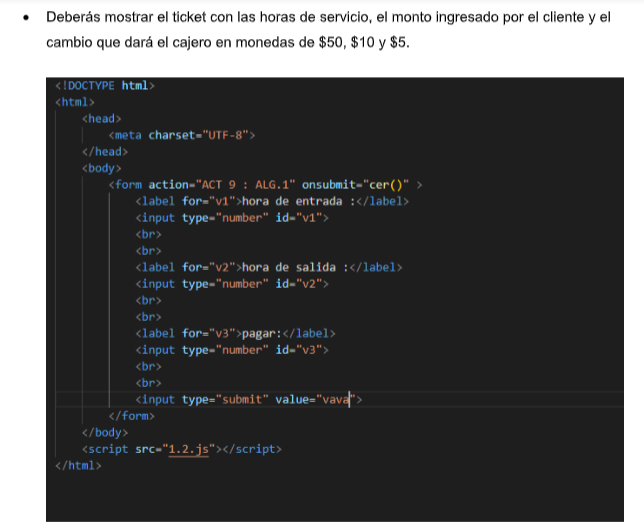 • Deberás mostrar el ticket con las horas de servicio, el monto ingresado por el cliente y el
cambio que dará el cajero en monedas de $50, $10 y $5.
<!DOCTYPE html>
<html>
<head>
<meta charset="UTF-8">
</head>
<body>
<form action="ACT 9 : ALG.1" onsubmit="cer()" >
<label for="v1">hora de entrada :</label>
<input type="number" id="v1">
<br>
<br>
<label for="v2">hora de salida :</label>
<input type="number" id="v2">
<br>
<br>
<label for="v3">pagar:</label>
<input type="number" id="v3">
<br>
<br>
<input type="submit" value="vava">
</form>
</body>
<script src="1.2.js"></script>
</html>